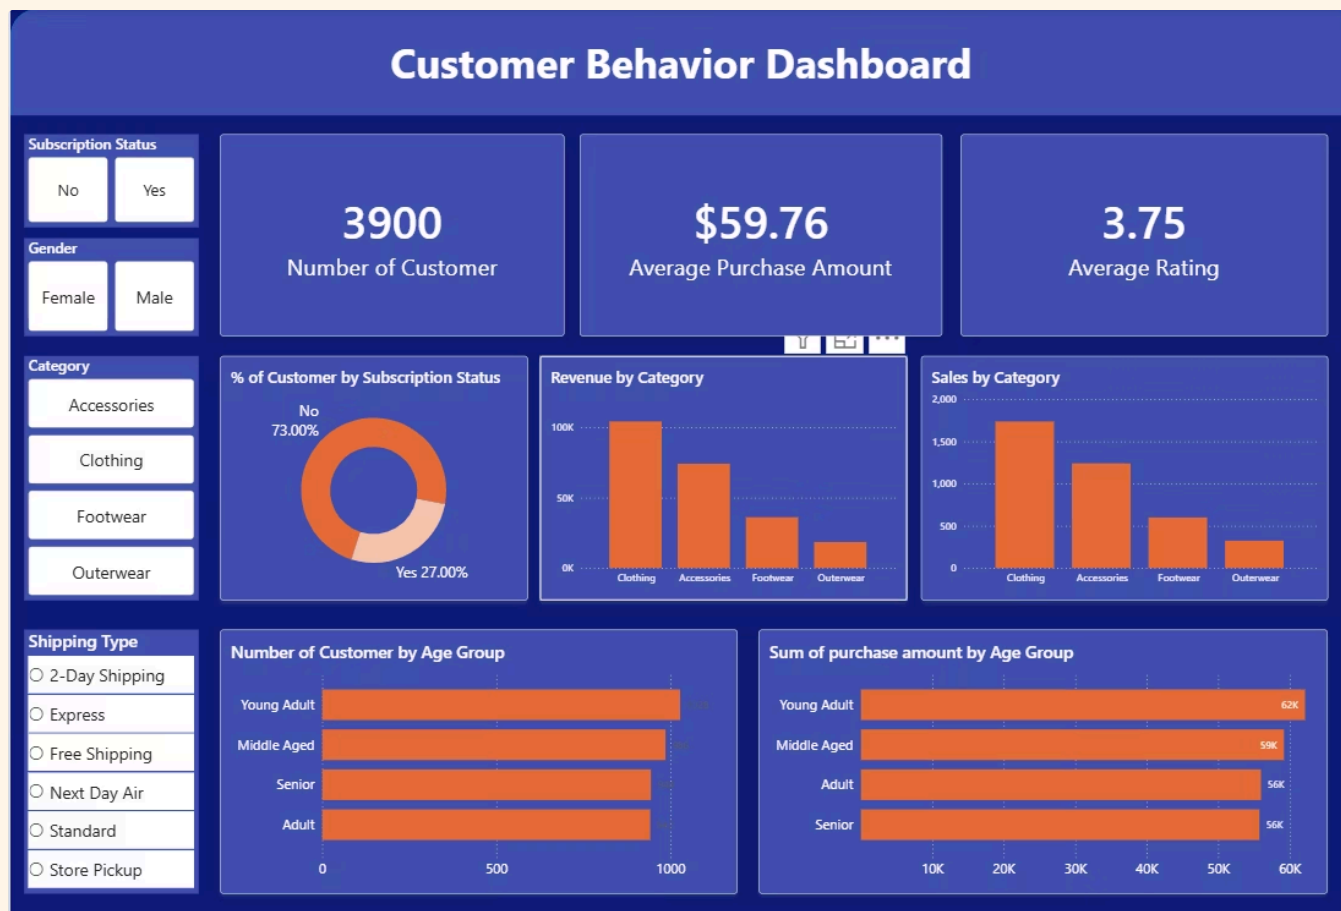 Customer Behavior Dashboard
Subscription Status
No
Yes
Gender
Female
Male
3900
Number of Customer
$59.76
Average Purchase Amount
3.75
Average Rating
Category
Accessories
Clothing
Footwear
Outerwear
% of Customer by Subscription Status
No
73.00%
Yes 27.00%
Revenue by Category
100K
50K
0K
Clothing
Accessories
Footwear
Outerwear
Sales by Category
2,000
1,500
1,000
500
0
Clothing
Accessories
Footwear
Outerwear
Shipping Type
2-Day Shipping
Express
Free Shipping
Next Day Air
Standard
Store Pickup
Number of Customer by Age Group
Young Adult
Middle Aged
Senior
Adult
0
500
1000
Sum of purchase amount by Age Group
Young Adult
62K
Middle Aged
59K
Adult
56K
Senior
56K
10K
20K
30K
40K
50K
60K